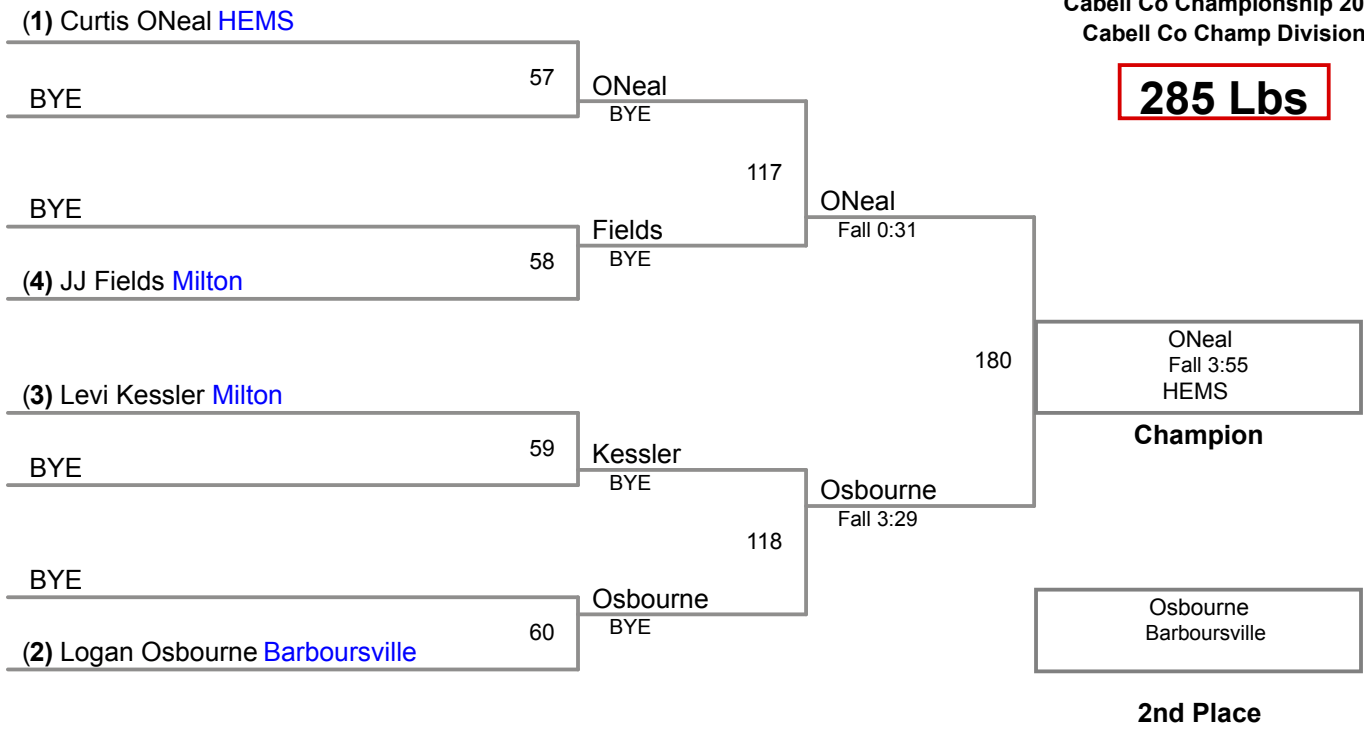 Cabell Co Championship 20
Cabell Co Champ Division
285 Lbs
(1) Curtis ONeal HEMS
57
BYE
ONeal
BYE
117
BYE
58
(4) JJ Fields Milton
Fields
BYE
ONeal
Fall 0:31
180
(3) Levi Kessler Milton
59
BYE
Kessler
BYE
118
BYE
60
(2) Logan Osbourne Barboursville
Osbourne
BYE
Osbourne
Fall 3:29
ONeal
Fall 3:55
HEMS
Champion
Osbourne
Barboursville
2nd Place